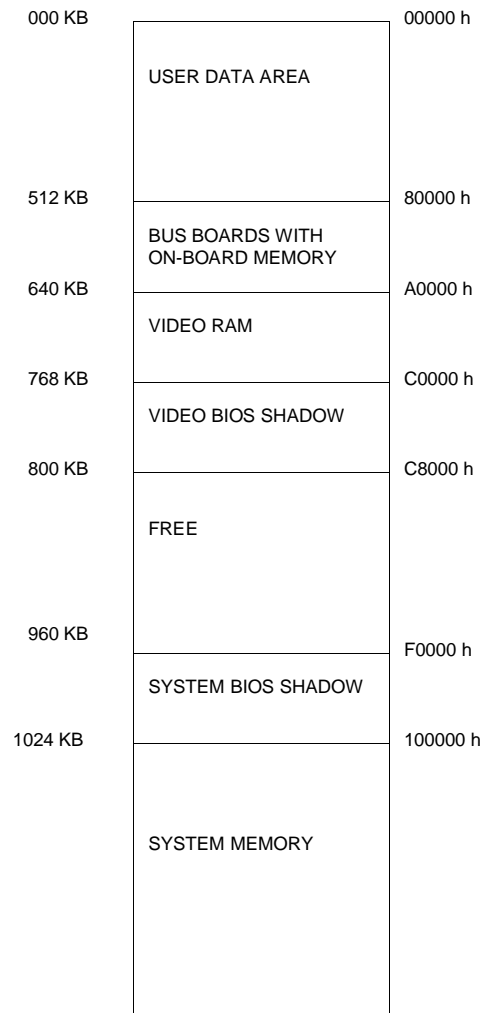 000 KB
00000 h
USER DATA AREA
512 KB
80000 h
BUS BOARDS WITH
ON-BOARD MEMORY
640 KB
A0000 h
VIDEO RAM
768 KB
C0000 h
VIDEO BIOS SHADOW
800 KB
C8000 h
FREE
960 KB
F0000 h
SYSTEM BIOS SHADOW
1024 KB
100000 h
SYSTEM MEMORY